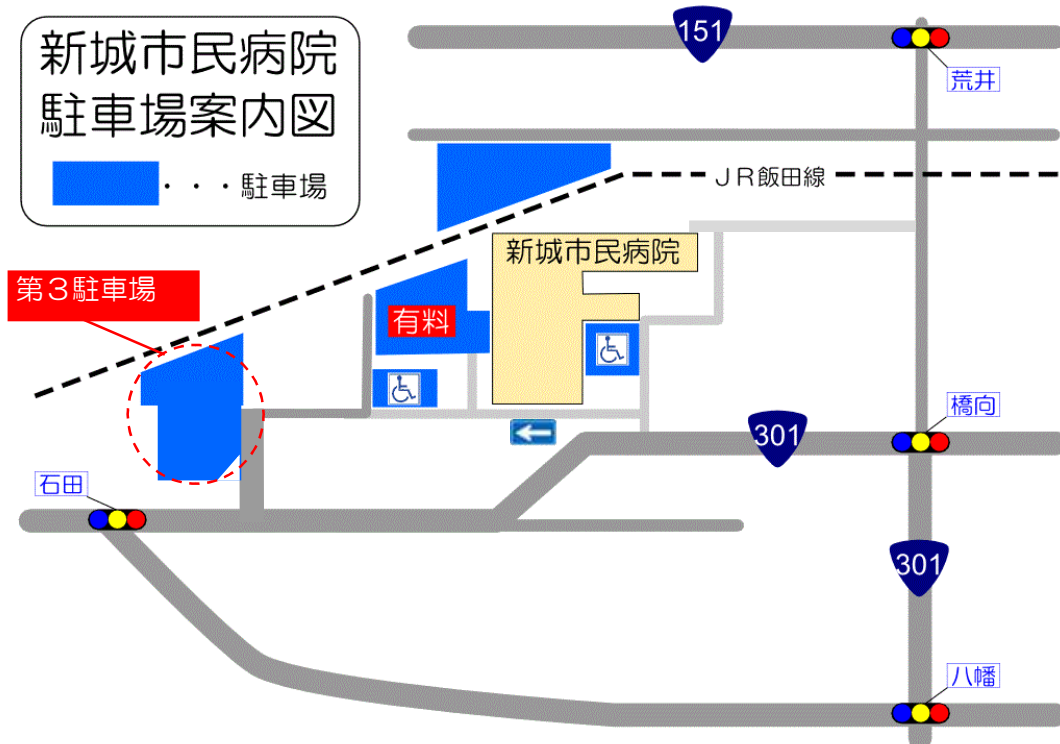 新城市民病院
駐車場案内図
・・・駐車場
151
荒井
JR飯田線
新城市民病院
第3駐車場
有料
橋向
301
石田
301
八幡